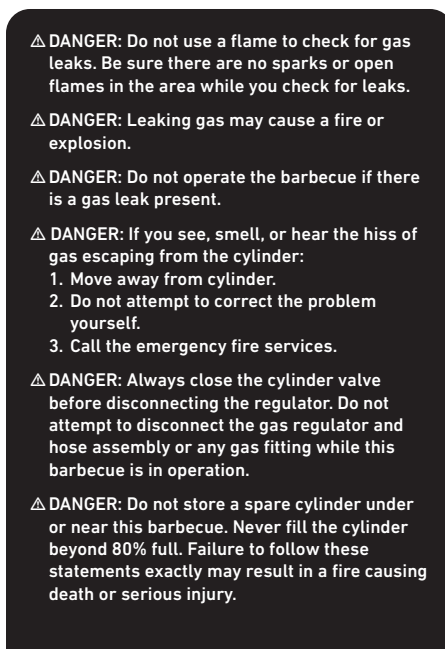 ⚠ DANGER: Do not use a flame to check for gas
leaks. Be sure there are no sparks or open
flames in the area while you check for leaks.
⚠ DANGER: Leaking gas may cause a fire or
explosion.
⚠ DANGER: Do not operate the barbecue if there
is a gas leak present.
⚠ DANGER: If you see, smell, or hear the hiss of
gas escaping from the cylinder:
1. Move away from cylinder.
2. Do not attempt to correct the problem
yourself.
3. Call the emergency fire services.
⚠ DANGER: Always close the cylinder valve
before disconnecting the regulator. Do not
attempt to disconnect the gas regulator and
hose assembly or any gas fitting while this
barbecue is in operation.
⚠ DANGER: Do not store a spare cylinder under
or near this barbecue. Never fill the cylinder
beyond 80% full. Failure to follow these
statements exactly may result in a fire causing
death or serious injury.